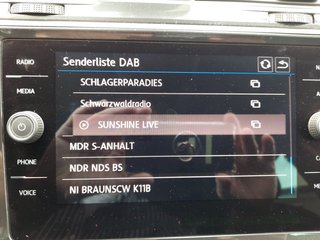 Senderliste DAB
RADIO
SCHLAGERPARADIES
MEDIA
Schwarzwaldradio
SUNSHINE LIVE
MDR S-ANHALT
PHONE
NDR NDS BS
VOICE
NI BRAUNSCW K11B